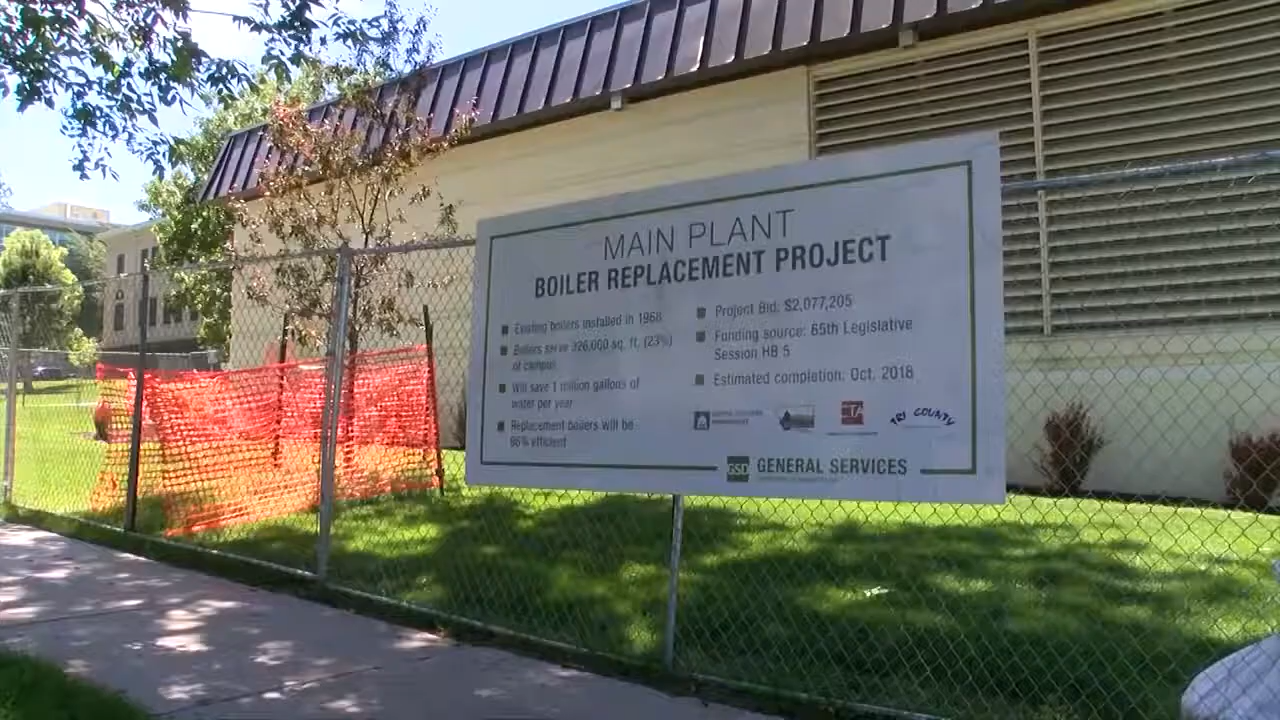 MAIN PLANT
BOILER REPLACEMENT PROJECT
Existing boilers installed in 1968
Boilers serve 326,000 sq. ft. (23%)
of campus
Will save 1 million gallons of
water per year
Replacement boilers will be
86% efficient
Project Bid: $2,077,205
Funding source: 65th Legislative
Session HB 5
Estimated completion: Oct. 2018
CTA
TRI COUNTY
GSD GENERAL SERVICES